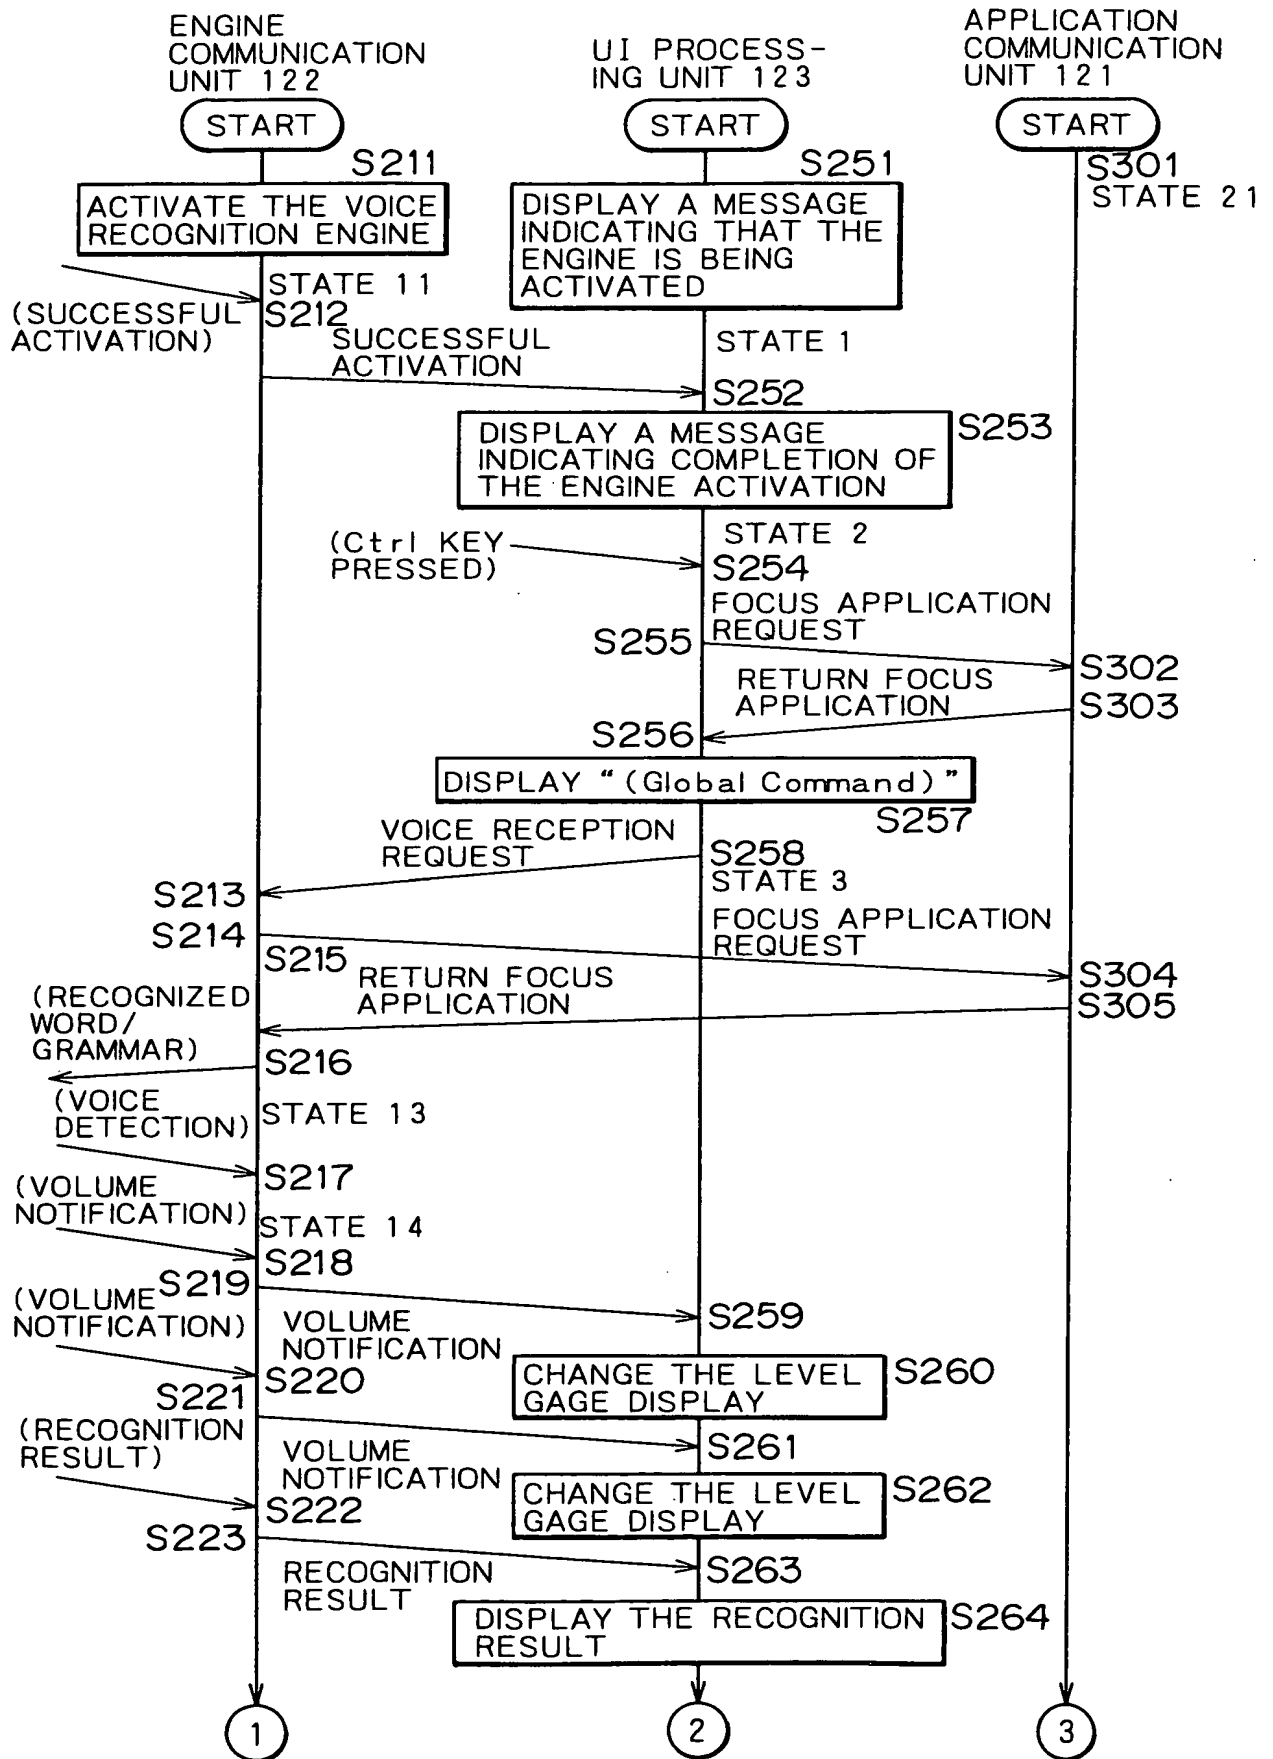 ENGINE
COMMUNICATION
UNIT 122
UI PROCESS-
ING UNIT 123
APPLICATION
COMMUNICATION
UNIT 121
START
START
START
S211
S251
S301
STATE 21
ACTIVATE THE VOICE
RECOGNITION ENGINE
DISPLAY A MESSAGE
INDICATING THAT THE
ENGINE IS BEING
ACTIVATED
STATE 11
(SUCCESSFUL
ACTIVATION)
S212
SUCCESSFUL
ACTIVATION
STATE 1
S252
S253
DISPLAY A MESSAGE
INDICATING COMPLETION OF
THE ENGINE ACTIVATION
STATE 2
(Ctrl KEY
PRESSED)
S254
FOCUS APPLICATION
REQUEST
S255
S302
RETURN FOCUS
APPLICATION
S303
S256
DISPLAY "(Global Command)"
S257
VOICE RECEPTION
REQUEST
S258
STATE 3
S213
FOCUS APPLICATION
REQUEST
S214
S304
S215
RETURN FOCUS
APPLICATION
S305
(RECOGNIZED
WORD/
GRAMMAR)
S216
(VOICE
DETECTION)
STATE 13
S217
(VOLUME
NOTIFICATION)
STATE 14
S218
S219
S259
(VOLUME
NOTIFICATION)
VOLUME
NOTIFICATION
S220
CHANGE THE LEVEL
GAGE DISPLAY
S260
S221
S261
(RECOGNITION
RESULT)
VOLUME
NOTIFICATION
S222
CHANGE THE LEVEL
GAGE DISPLAY
S262
S223
S263
RECOGNITION
RESULT
DISPLAY THE RECOGNITION
RESULT
S264
1
2
3